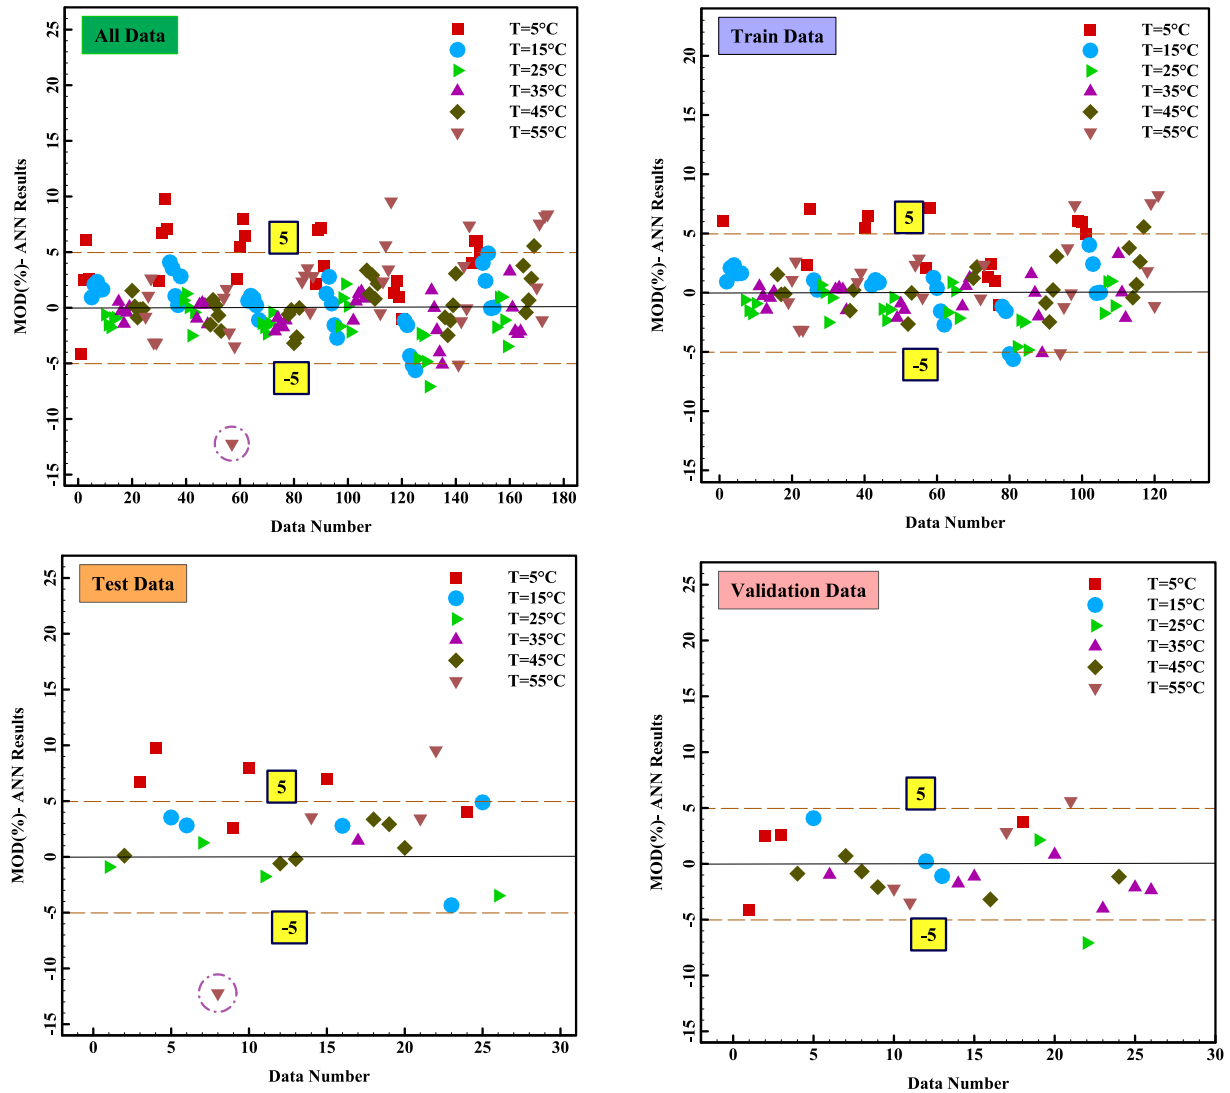 All Data
T=5°C
T=15°C
T=25°C
T=35°C
T=45°C
T=55°C
MOD(%)- ANN Results
25
20
15
10
5
0
-5
-10
-15
5
-5
0 20 40 60 80 100 120 140 160 180
Data Number
Train Data
T=5°C
T=15°C
T=25°C
T=35°C
T=45°C
T=55°C
MOD(%)- ANN Results
20
15
10
5
0
-5
-10
-15
5
-5
0 20 40 60 80 100 120
Data Number
Test Data
T=5°C
T=15°C
T=25°C
T=35°C
T=45°C
T=55°C
MOD(%)- ANN Results
25
20
15
10
5
0
-5
-10
-15
5
-5
0 5 10 15 20 25 30
Data Number
Validation Data
T=5°C
T=15°C
T=25°C
T=35°C
T=45°C
T=55°C
MOD(%)- ANN Results
25
20
15
10
5
0
-5
-10
-15
5
-5
0 5 10 15 20 25 30
Data Number